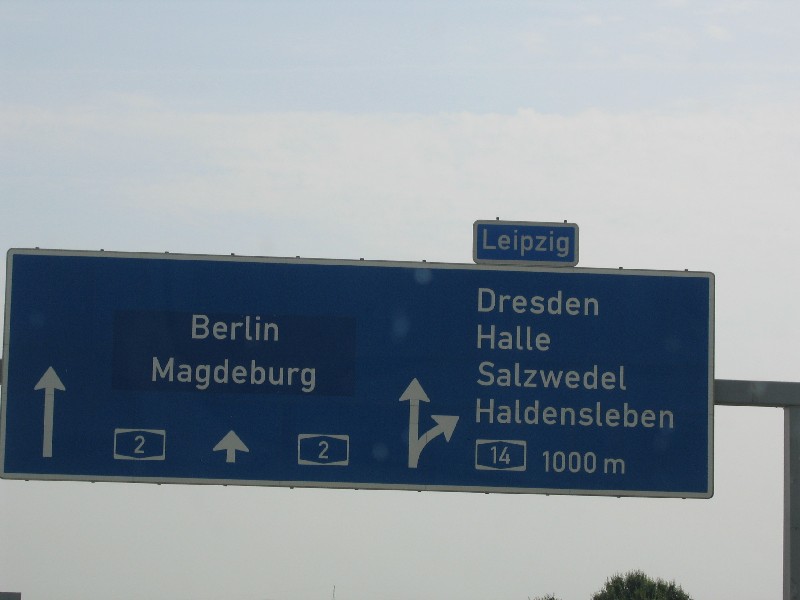 Leipzig
Berlin
Magdeburg
2
2
Dresden
Halle
Salzwedel
Haldensleben
14 1000 m